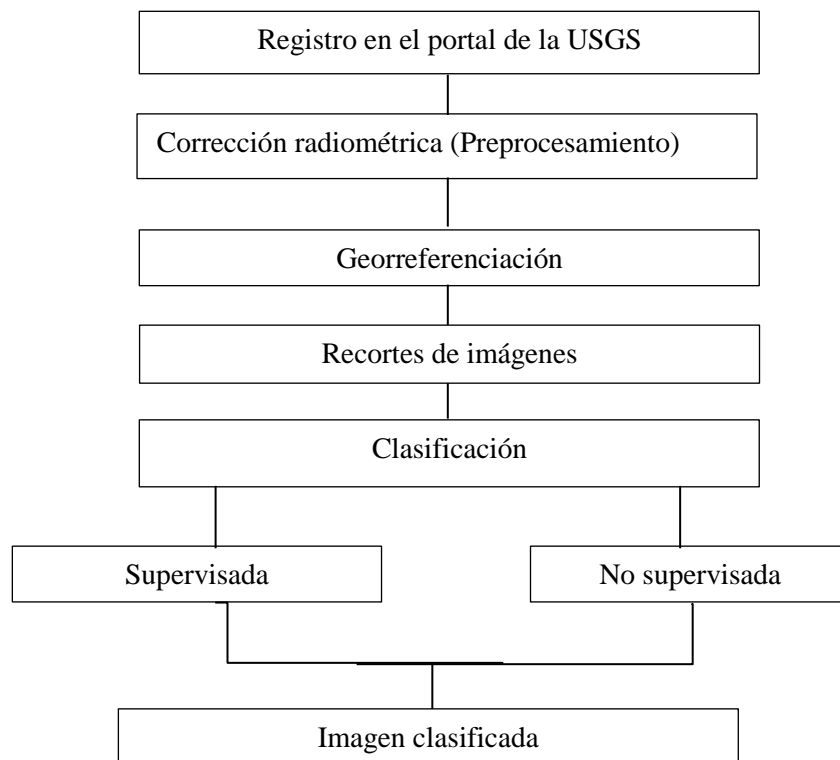 Registro en el portal de la USGS
Corrección radiométrica (Preprocesamiento)
Georreferenciación
Recortes de imágenes
Clasificación
Supervisada
No supervisada
Imagen clasificada